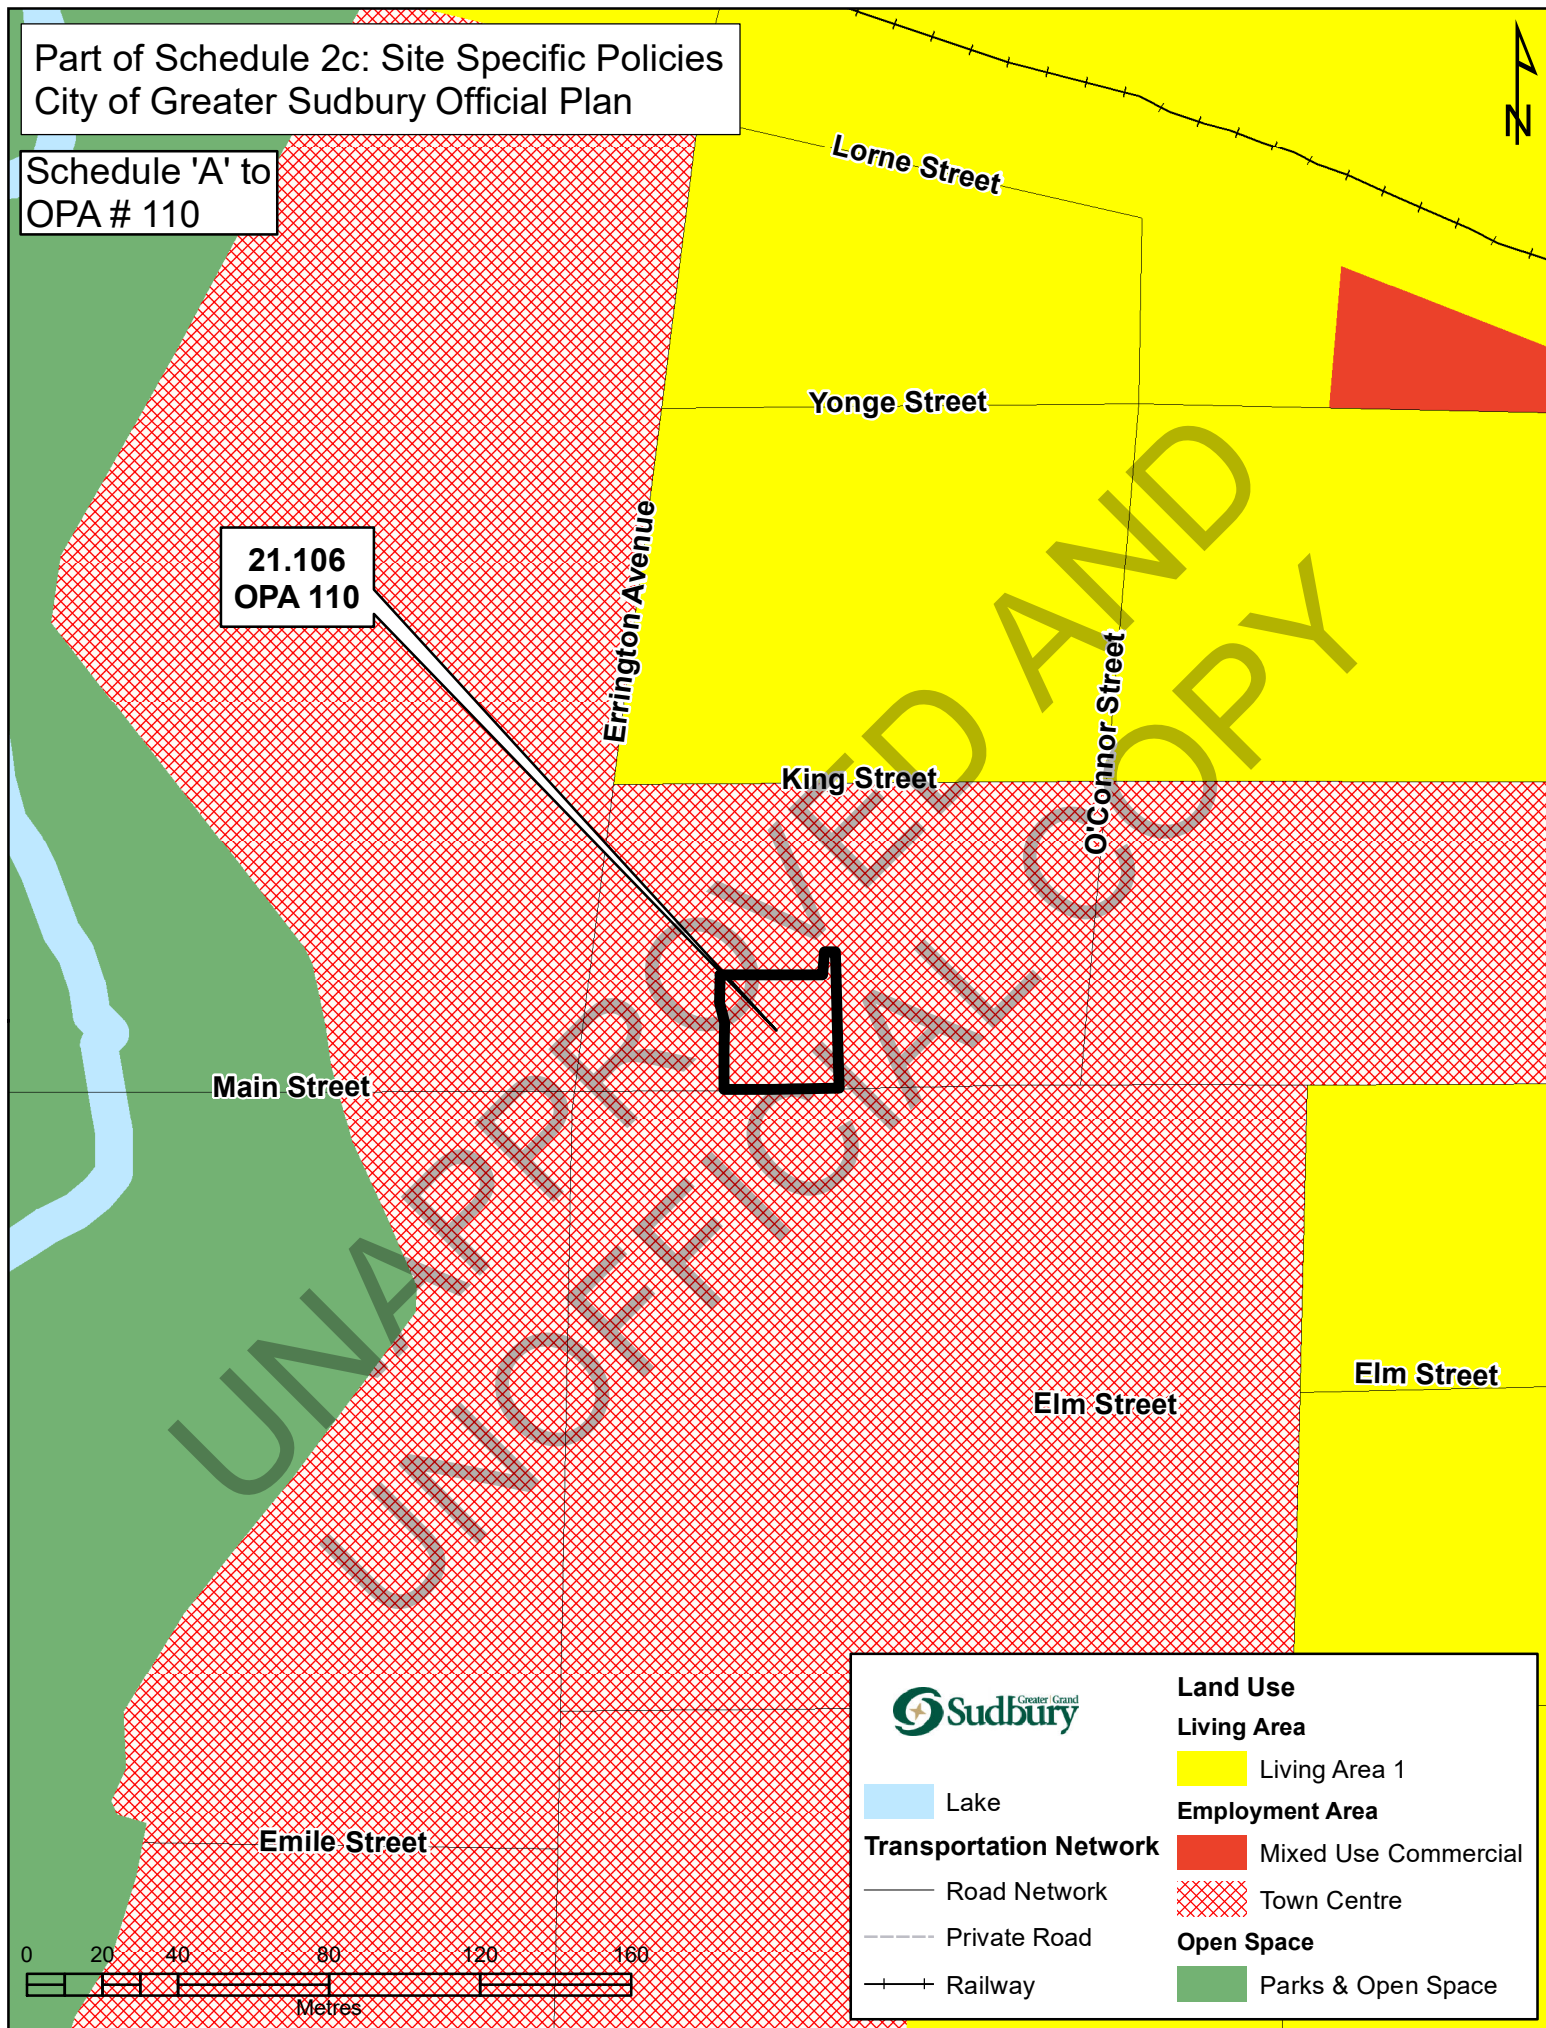 Part of Schedule 2c: Site Specific Policies
City of Greater Sudbury Official Plan
Schedule 'A' to
OPA # 110
N
Lorne Street
Yonge Street
21.106
OPA 110
Errington Avenue
O'Connor Street
King Street
Main Street
Elm Street
Elm Street
Emile Street
UNAPPROVED AND
UNOFFICIAL COPY
0 20 40 80 120 160
Metres
Greater | Grand
Sudbury
Lake
Transportation Network
Road Network
Private Road
Railway
Land Use
Living Area
Living Area 1
Employment Area
Mixed Use Commercial
Town Centre
Open Space
Parks & Open Space